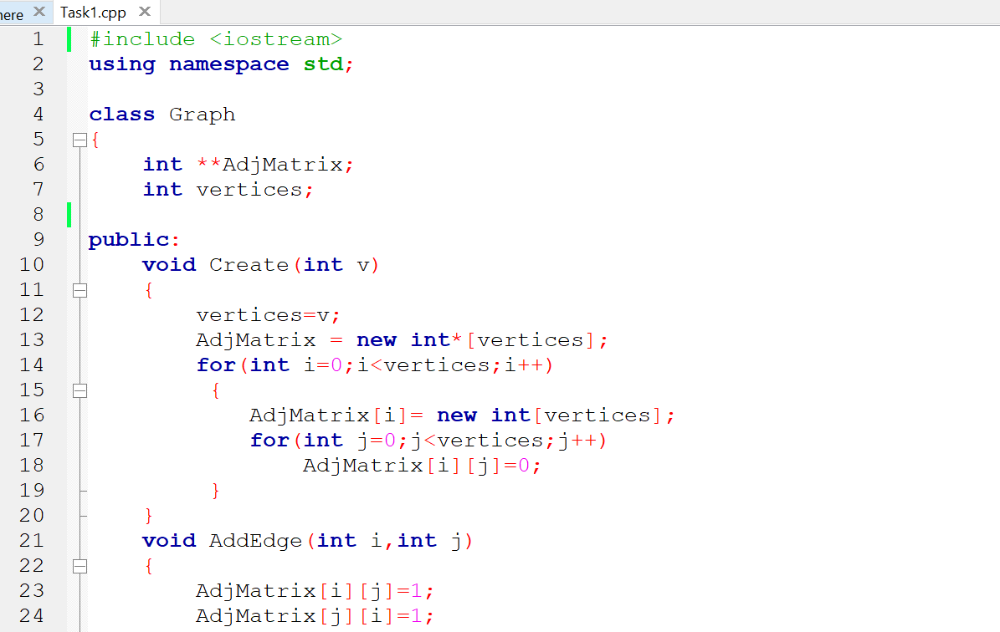 here Task1.cpp
1 #include <iostream>
2 using namespace std;
3
4 class Graph
5 {
6 int **AdjMatrix;
7 int vertices;
8
9 public:
10 void Create(int v)
11 {
12 vertices=v;
13 AdjMatrix = new int*[vertices];
14 for(int i=0;i<vertices;i++)
15 {
16 AdjMatrix[i]= new int[vertices];
17 for(int j=0;j<vertices;j++)
18 AdjMatrix[i][j]=0;
19 }
20 }
21 void AddEdge(int i,int j)
22 {
23 AdjMatrix[i][j]=1;
24 AdjMatrix[j][i]=1;